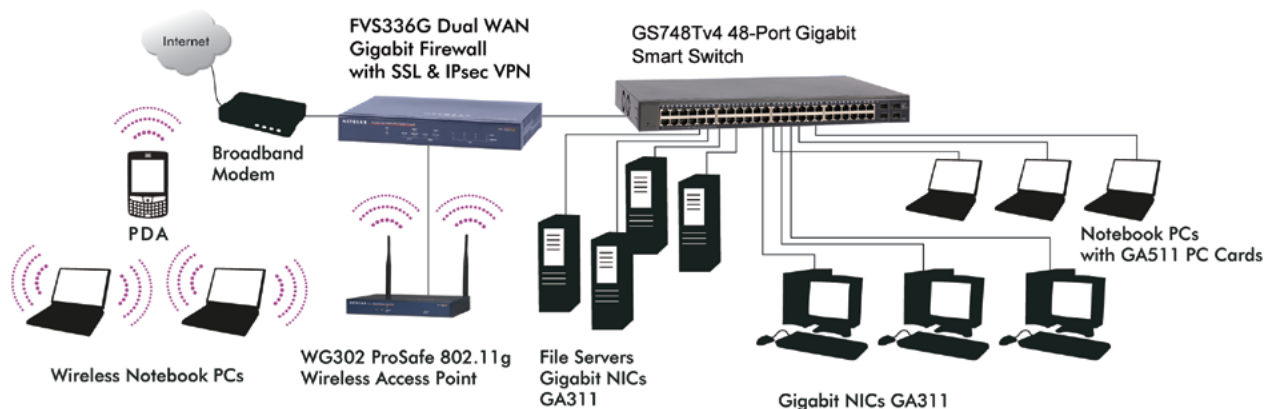 Internet
FVS336G Dual WAN
Gigabit Firewall
with SSL & IPsec VPN
GS748Tv4 48-Port Gigabit
Smart Switch
Broadband
Modem
NETGEAR
PDA
Notebook PCs
with GA511 PC Cards
NETGEAR
Wireless Notebook PCs
WG302 ProSafe 802.11g
Wireless Access Point
File Servers
Gigabit NICs
GA311
Gigabit NICs GA311